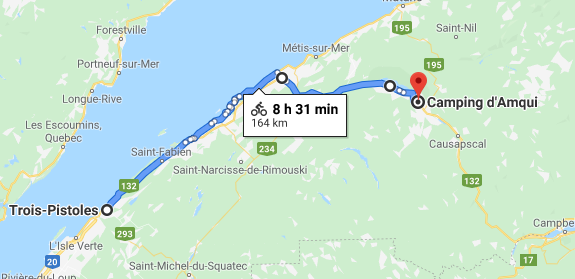 Forestville
Saint-Nil
195
Métis-sur-Mer
Portneuf-sur-Mer
195
Longue-Rive
8 h 31 min
164 km
Camping d'Amqui
Les Escoumins,
Quebec
Causapscal
234
Saint-Fabien
Saint-Narcisse-de-Rimouski
132
132
Trois-Pistoles
293
L'Isle Verte
Campbe
20
Saint-Michel-du-Squatec
Rivière-du-Loup